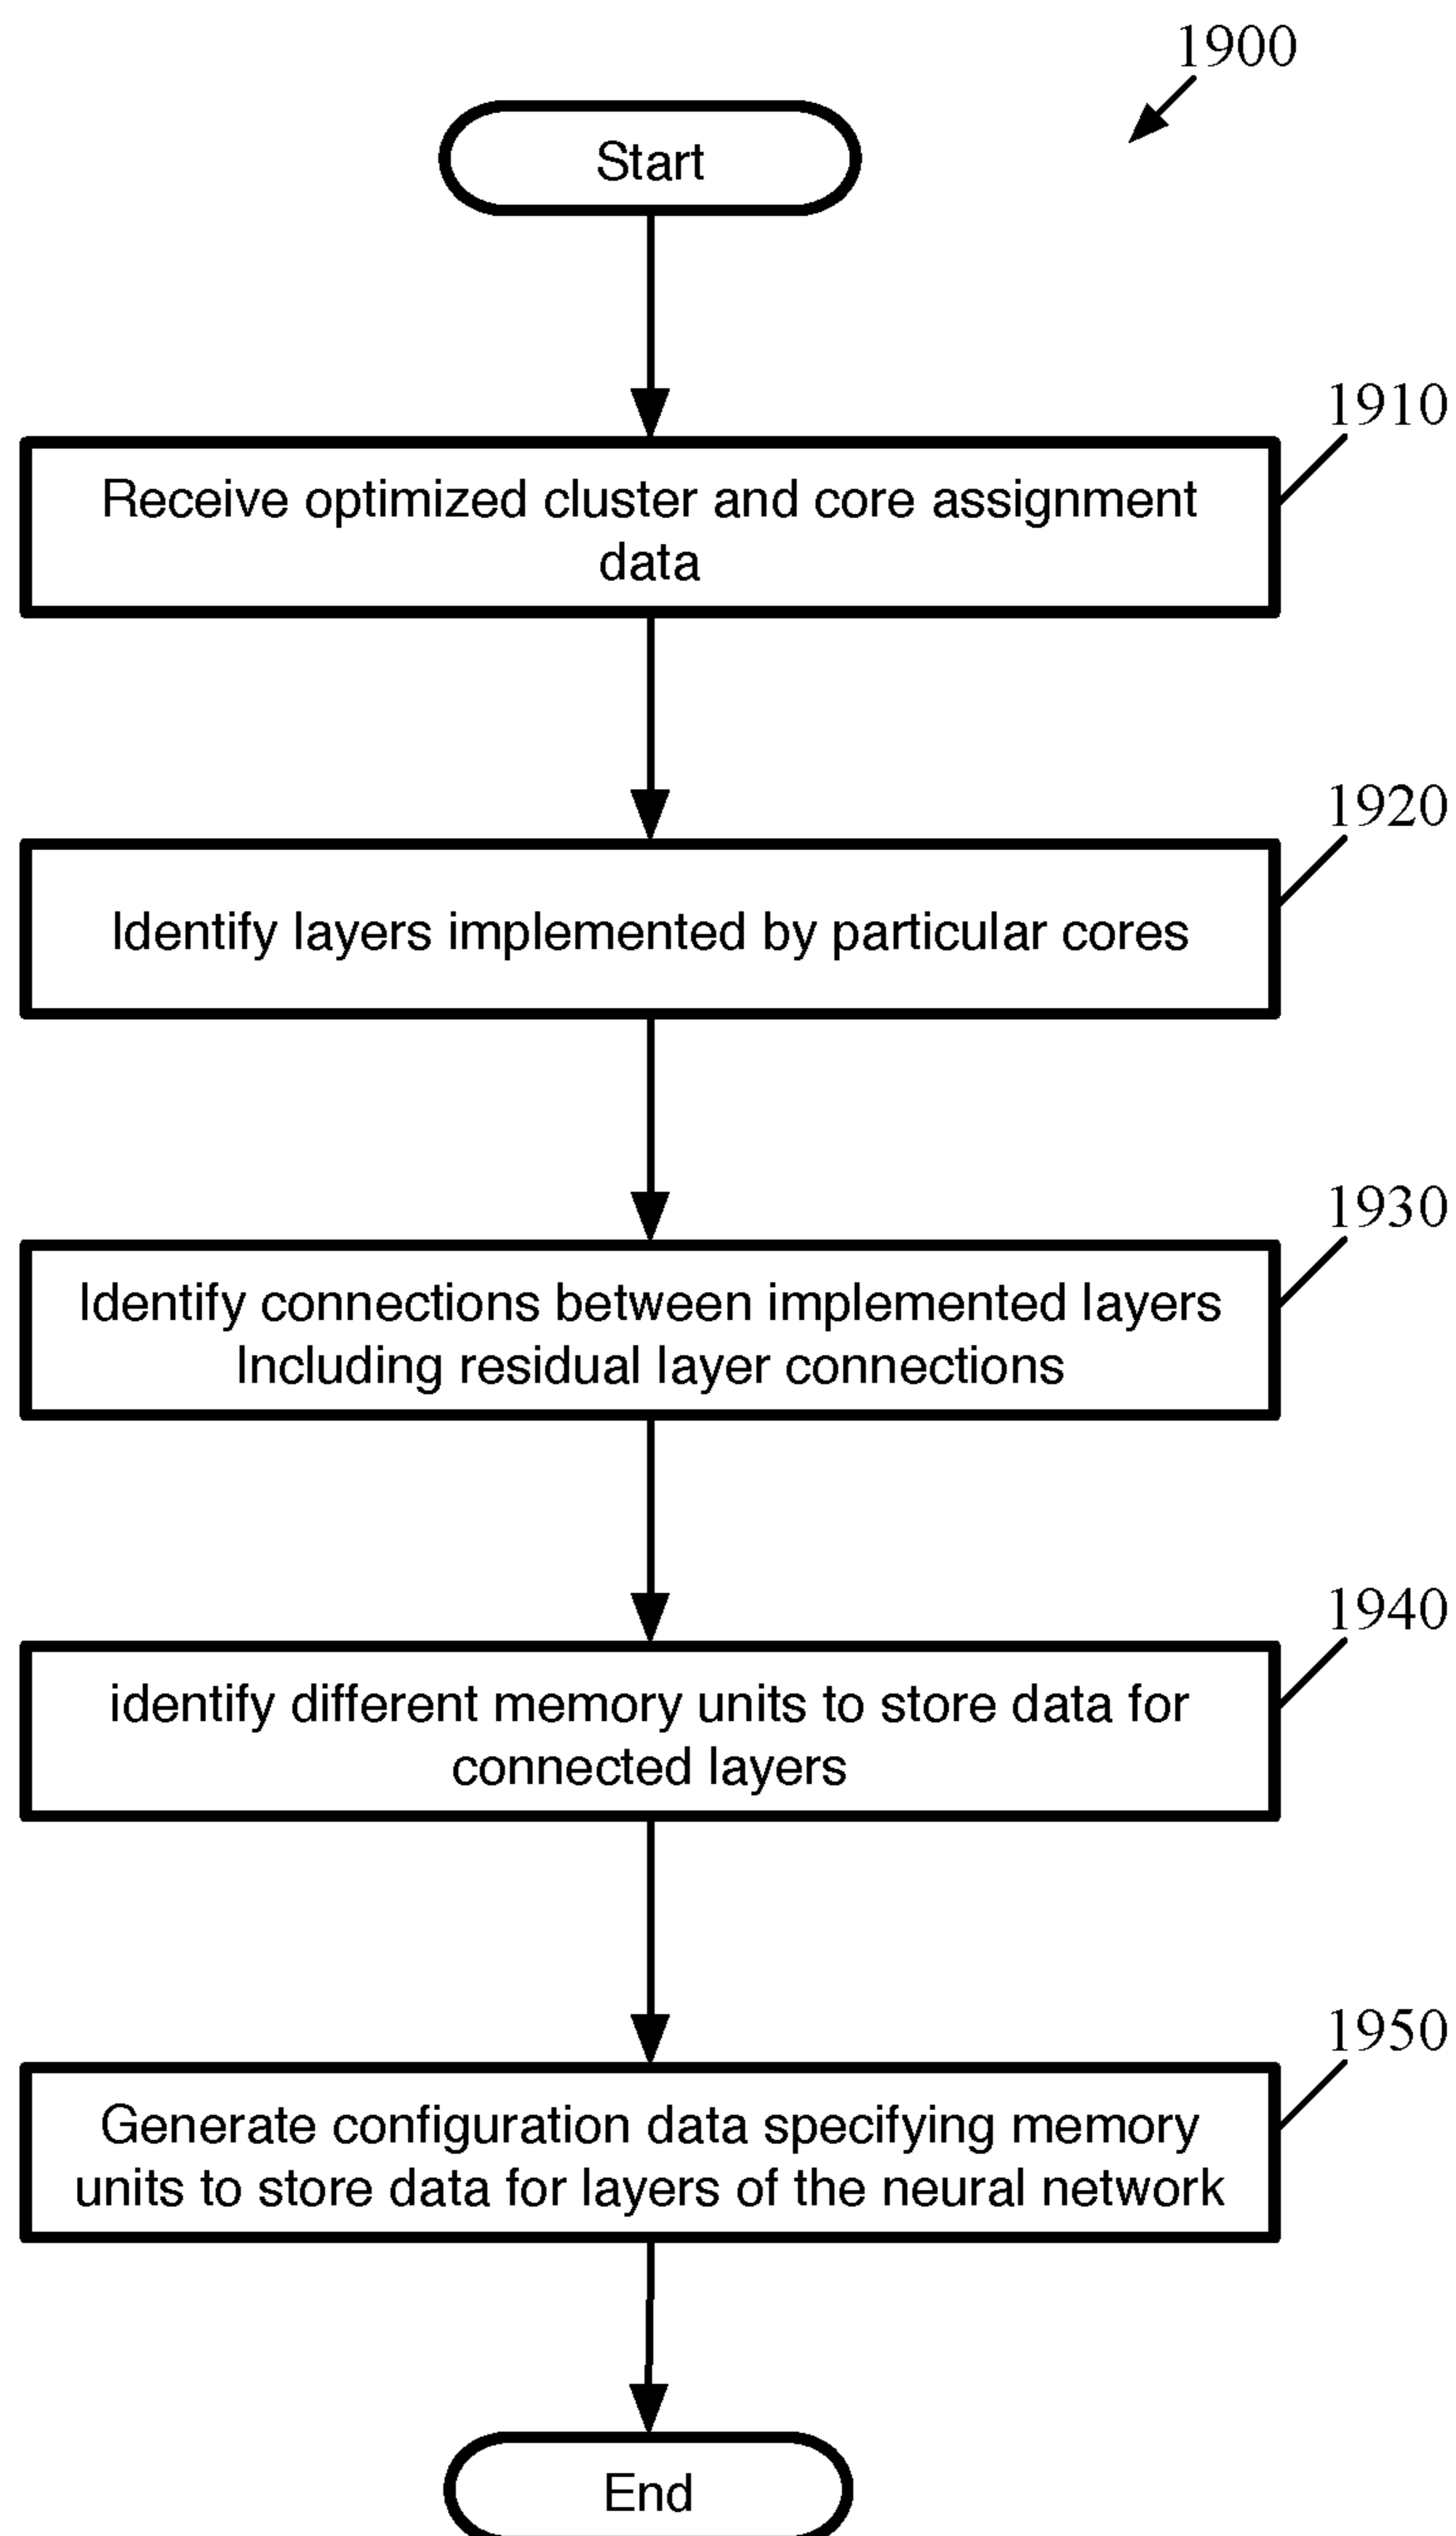 1900
Start
1910
Receive optimized cluster and core assignment
data
1920
Identify layers implemented by particular cores
1930
Identify connections between implemented layers
Including residual layer connections
1940
identify different memory units to store data for
connected layers
1950
Generate configuration data specifying memory
units to store data for layers of the neural network
End